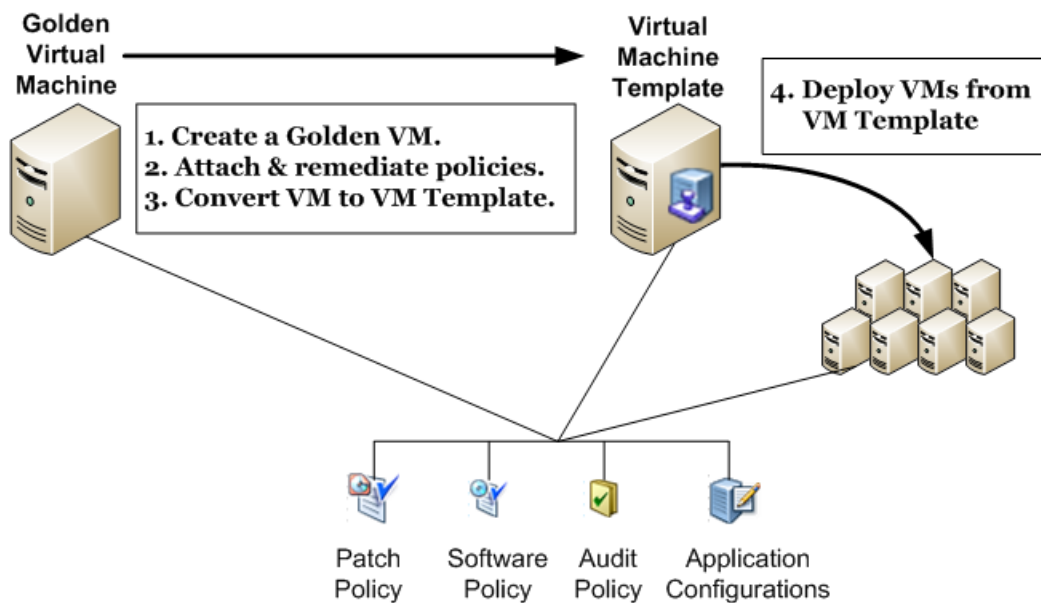 Golden
Virtual
Machine
Virtual
Machine
Template
1. Create a Golden VM.
2. Attach & remediate policies.
3. Convert VM to VM Template.
4. Deploy VMs from
VM Template
Patch
Policy
Software
Policy
Audit
Policy
Application
Configurations